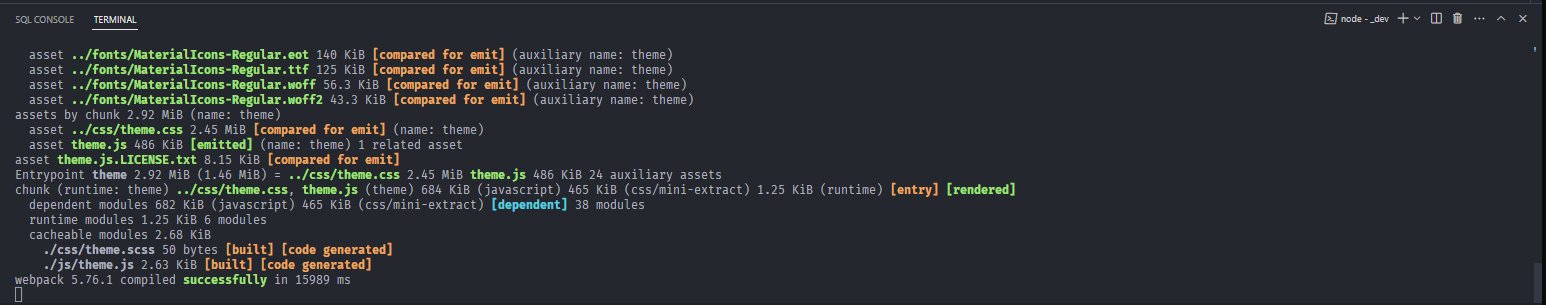 SQL CONSOLE TERMINAL node - _dev
asset ../fonts/MaterialIcons-Regular.eot 140 KiB [compared for emit] (auxiliary name: theme)
asset ../fonts/MaterialIcons-Regular.ttf 125 KiB [compared for emit] (auxiliary name: theme)
asset ../fonts/MaterialIcons-Regular.woff 56.3 KiB [compared for emit] (auxiliary name: theme)
asset ../fonts/MaterialIcons-Regular.woff2 43.3 KiB [compared for emit] (auxiliary name: theme)
assets by chunk 2.92 MiB (name: theme)
asset ../css/theme.css 2.45 MiB [compared for emit] (name: theme)
asset theme.js 486 KiB [emitted] (name: theme) 1 related asset
asset theme.js.LICENSE.txt 8.15 KiB [compared for emit]
Entrypoint theme 2.92 MiB (1.46 MiB) = ../css/theme.css 2.45 MiB theme.js 486 KiB 24 auxiliary assets
chunk (runtime: theme) ../css/theme.css, theme.js (theme) 684 KiB (javascript) 465 KiB (css/mini-extract) 1.25 KiB (runtime) [entry] [rendered]
dependent modules 682 KiB (javascript) 465 KiB (css/mini-extract) [dependent] 38 modules
runtime modules 1.25 KiB 6 modules
cacheable modules 2.68 KiB
./css/theme.scss 50 bytes [built] [code generated]
./js/theme.js 2.63 KiB [built] [code generated]
webpack 5.76.1 compiled successfully in 15989 ms